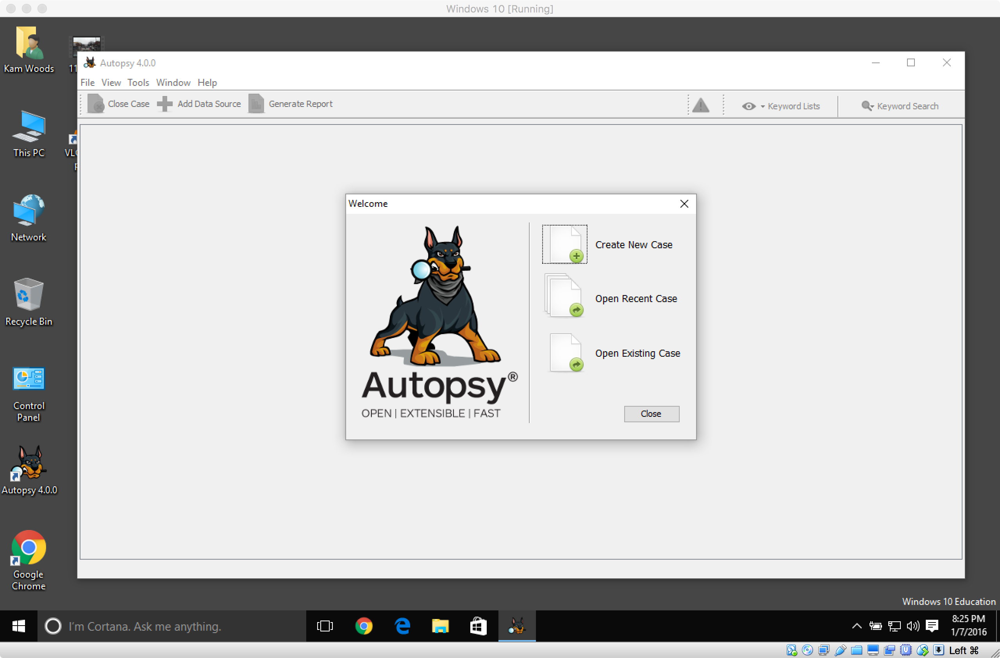 Windows 10 [Running]
Kam Woods
11
Autopsy 4.0.0
File View Tools Window Help
Close Case Add Data Source Generate Report Keyword Lists Keyword Search
This PC
Network
Recycle Bin
Control
Panel
Autopsy 4.0.0
Google
Chrome
Welcome
Create New Case
Open Recent Case
Open Existing Case
Autopsy®
OPEN | EXTENSIBLE | FAST
Close
Windows 10 Education
I'm Cortana. Ask me anything.
8:25 PM
1/7/2016
Left ⌘